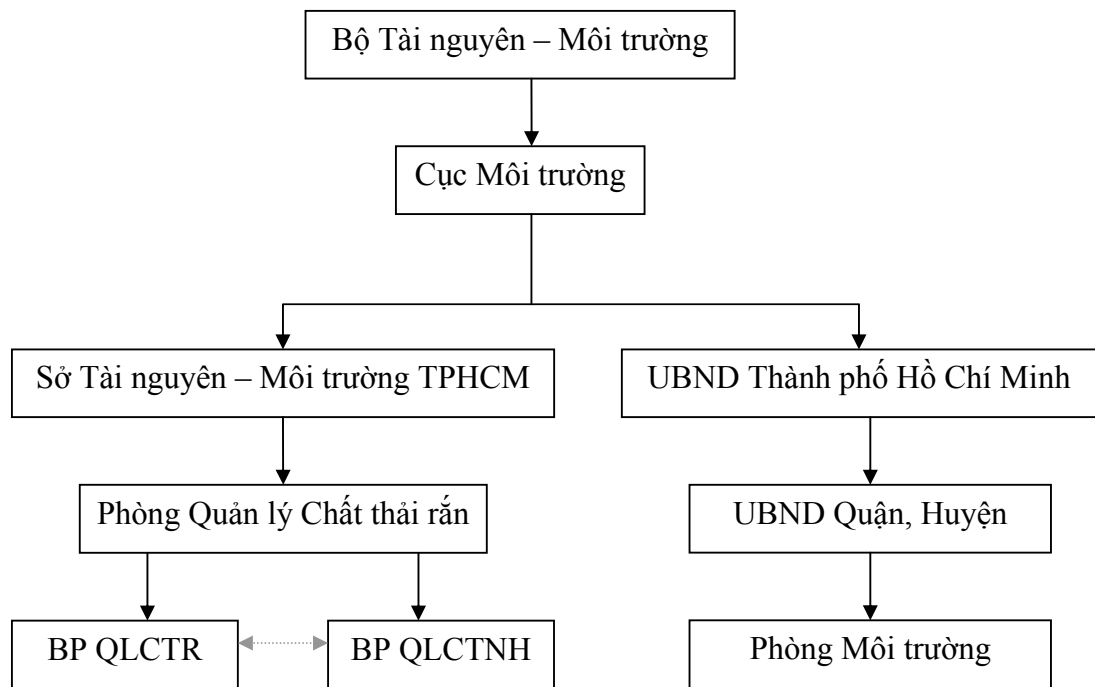 Bộ Tài nguyên – Môi trường
Cục Môi trường
Sở Tài nguyên – Môi trường TPHCM
UBND Thành phố Hồ Chí Minh
Phòng Quản lý Chất thải rắn
UBND Quận, Huyện
BP QLCTR
BP QLCTNH
Phòng Môi trường